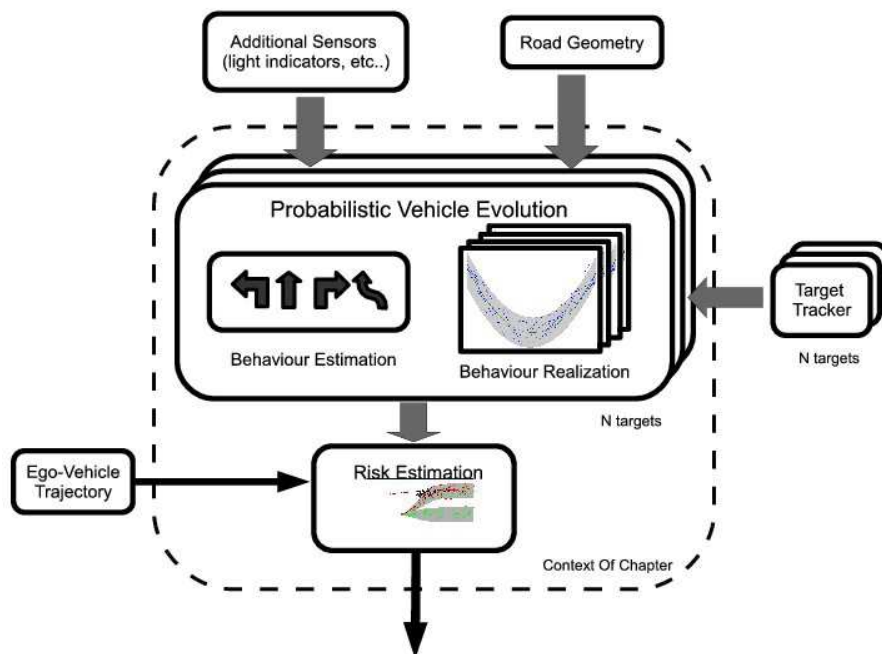 Additional Sensors
(light indicators, etc..)
Road Geometry
Probabilistic Vehicle Evolution
Behaviour Estimation
Behaviour Realization
N targets
Target
Tracker
N targets
Ego-Vehicle
Trajectory
Risk Estimation
Context Of Chapter